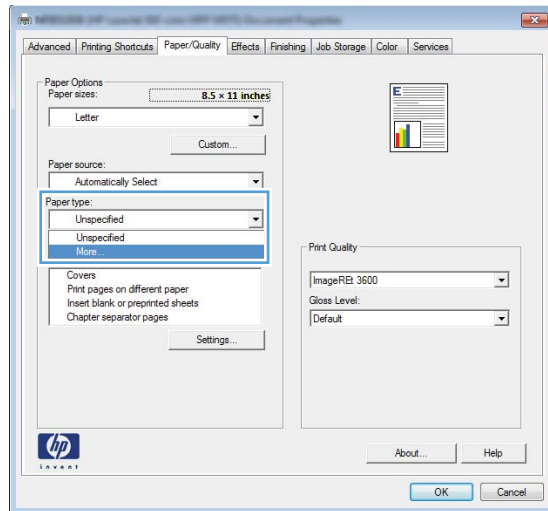 Advanced Printing Shortcuts Paper/Quality Effects Finishing Job Storage Color Services
Paper Options
Paper sizes: 8.5 × 11 inches
Letter
Custom...
Paper source:
Automatically Select
Paper type:
Unspecified
Unspecified
More...
Covers
Print pages on different paper
Insert blank or preprinted sheets
Chapter separator pages
Settings...
E
Print Quality
ImageREt 3600
Gloss Level:
Default
hp
invent
About... Help
OK Cancel